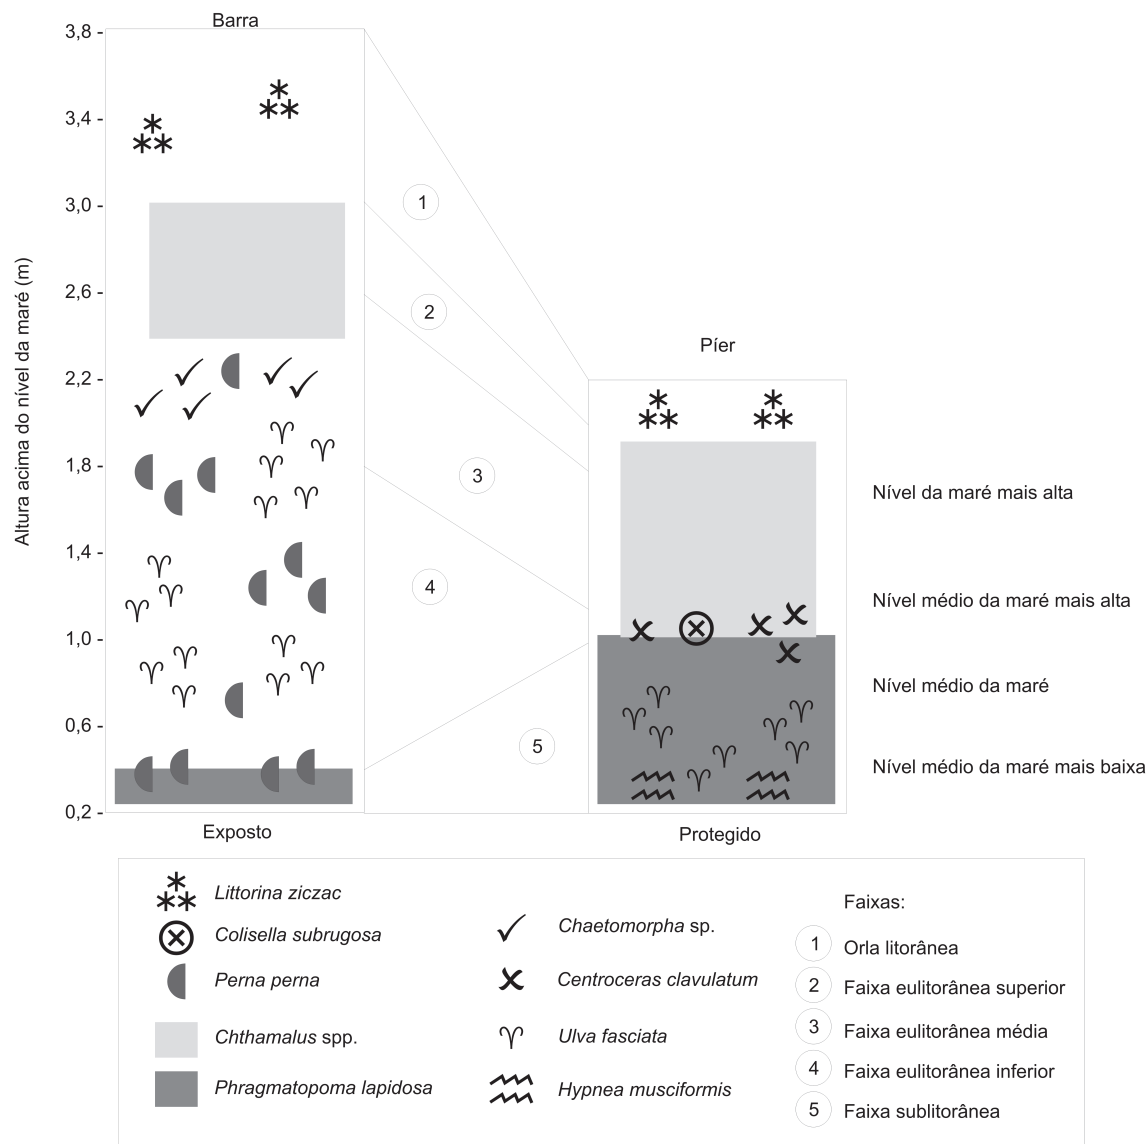 Barra
3,8 -
3,4 -
3,0 -
2,6 -
2,2 -
1,8 -
1,4 -
1,0 -
0,6 -
0,2 -
Altura acima do nível da maré (m)
1
2
3
4
5
Píer
Nível da maré mais alta
Nível médio da maré mais alta
Nível médio da maré
Nível médio da maré mais baixa
Exposto
Protegido
Littorina ziczac
Colisella subrugosa
Perna perna
Chthamalus spp.
Phragmatopoma lapidosa
Chaetomorpha sp.
Centroceras clavulatum
Ulva fasciata
Hypnea musciformis
Faixas:
1 Orla litorânea
2 Faixa eulitorânea superior
3 Faixa eulitorânea média
4 Faixa eulitorânea inferior
5 Faixa sublitorânea